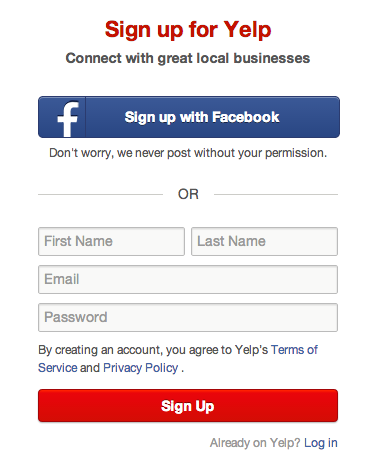 Sign up for Yelp
Connect with great local businesses
f Sign up with Facebook
Don't worry, we never post without your permission.
OR
First Name Last Name
Email
Password
By creating an account, you agree to Yelp's Terms of
Service and Privacy Policy .
Sign Up
Already on Yelp? Log in